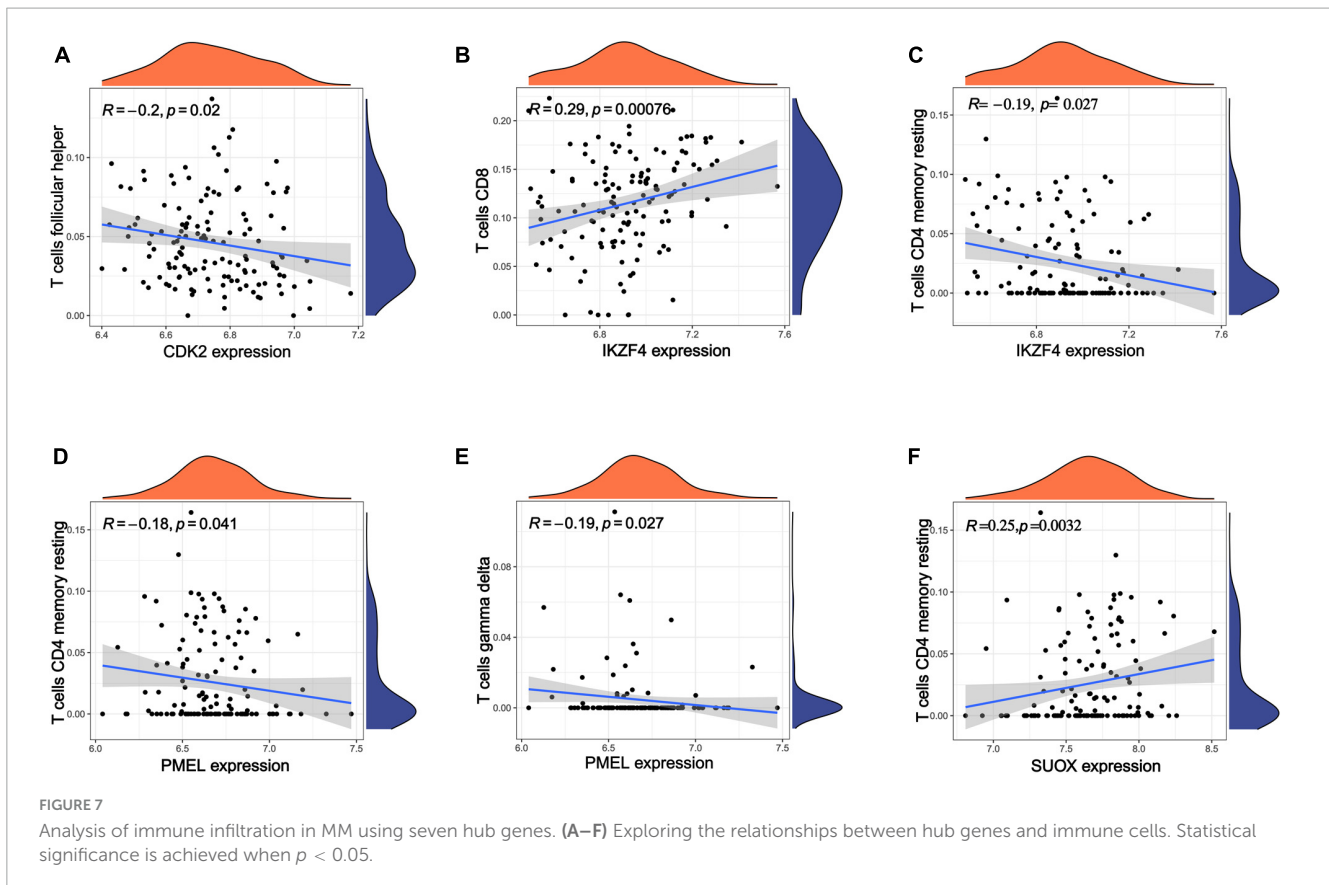 A
R=−0.2, p=0.02
T cells follicular helper
0.10
0.05
0.00
6.4 6.6 6.8 7.0 7.2
CDK2 expression
B
R=0.29, p=0.00076
T cells CD8
0.20
0.15
0.10
0.05
0.00
6.8 7.2 7.6
IKZF4 expression
C
R= −0.19, p= 0.027
T cells CD4 memory resting
0.15
0.10
0.05
0.00
6.8 7.2 7.6
IKZF4 expression
D
R=−0.18, p=0.041
T cells CD4 memory resting
0.15
0.10
0.05
0.00
6.0 6.5 7.0 7.5
PMEL expression
E
R=−0.19, p=0.027
T cells gamma delta
0.08
0.04
0.00
6.0 6.5 7.0 7.5
PMEL expression
F
R=0.25,p=0.0032
T cells CD4 memory resting
0.15
0.10
0.05
0.00
7.0 7.5 8.0 8.5
SUOX expression
FIGURE 7
Analysis of immune infiltration in MM using seven hub genes. (A–F) Exploring the relationships between hub genes and immune cells. Statistical
significance is achieved when p < 0.05.